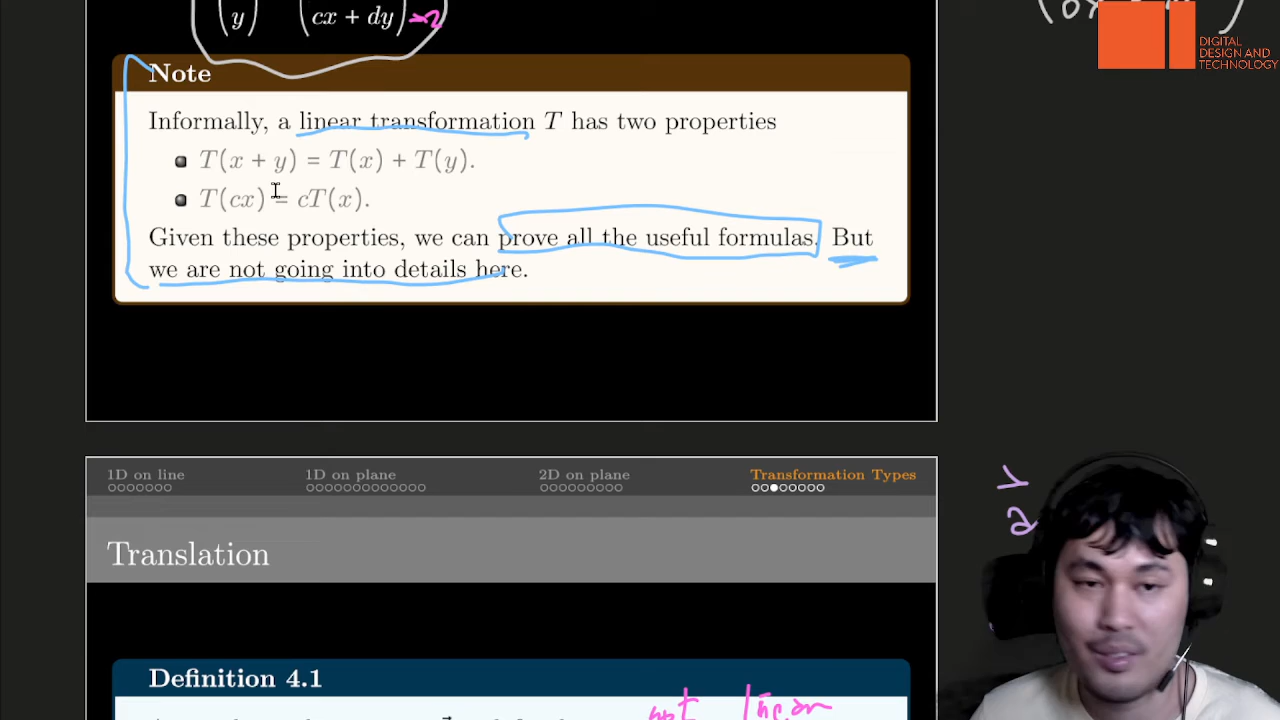 (y) (cx + dy)
DIGITAL
DESIGN AND
TECHNOLOGY
Note
Informally, a linear transformation T has two properties
T(x + y) = T(x) + T(y).
T(cx) = cT(x).
Given these properties, we can prove all the useful formulas. But
we are not going into details here.
1D on line 1D on plane 2D on plane Transformation Types
Translation
Definition 4.1
not linear